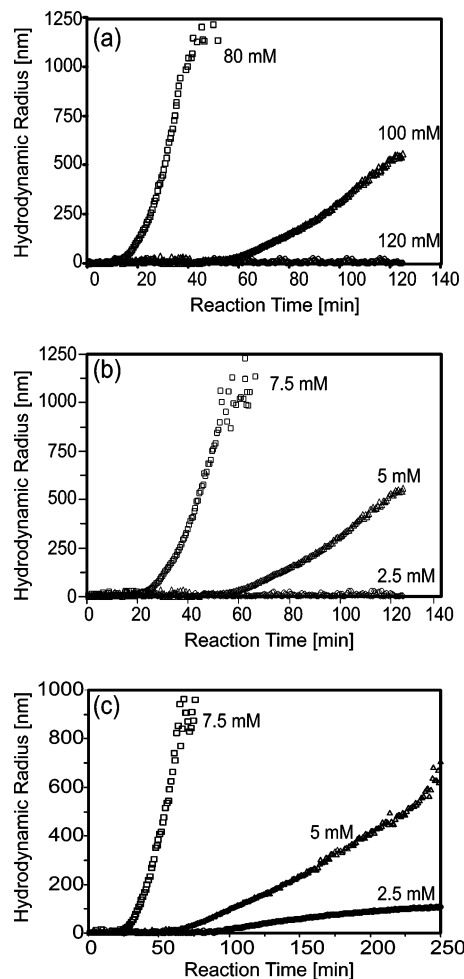 (a)
Hydrodynamic Radius [nm]
1250
1000
750
500
250
0
80 mM
100 mM
120 mM
0 20 40 60 80 100 120 140
Reaction Time [min]
(b)
Hydrodynamic Radius [nm]
1250
1000
750
500
250
0
7.5 mM
5 mM
2.5 mM
0 20 40 60 80 100 120 140
Reaction Time [min]
(c)
Hydrodynamic Radius [nm]
1000
800
600
400
200
0
7.5 mM
5 mM
2.5 mM
0 50 100 150 200 250
Reaction Time [min]